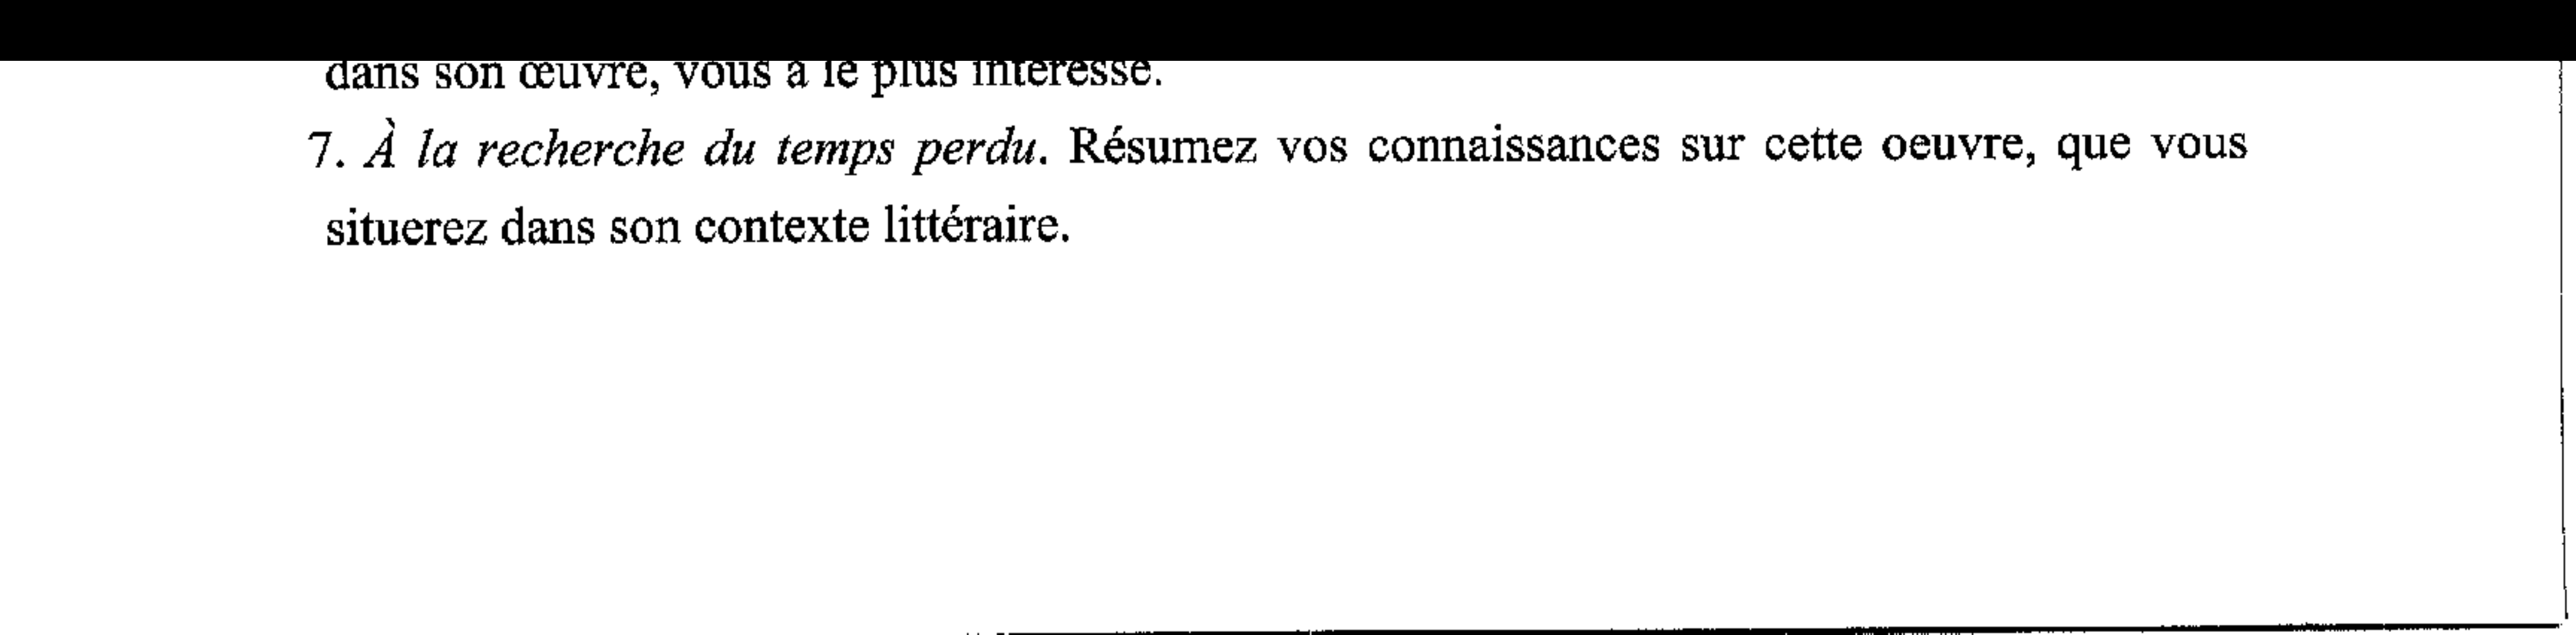 dans son œuvre, vous a le plus intéressé.
7. À la recherche du temps perdu. Résumez vos connaissances sur cette oeuvre, que vous
situerez dans son contexte littéraire.